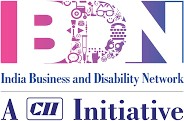 IBDN
India Business and Disability Network
A CII Initiative